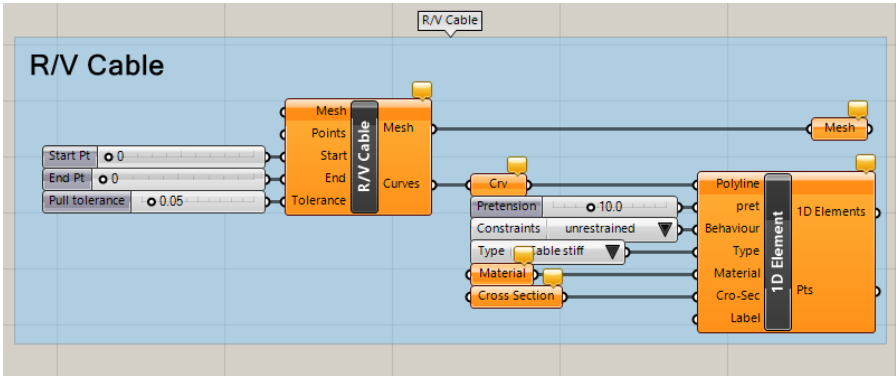 R/V Cable
R/V Cable
Mesh
Points
Start
End
Tolerance
R/V Cable
Mesh
Curves
Mesh
Start Pt 0
End Pt 0
Pull tolerance 0.05
Crv
Pretension 10.0
Constraints unrestrained
Type Cable stiff
Material
Cross Section
Polyline
pret
Behaviour
Type
Material
Cro-Sec
Label
1D Element
1D Elements
Pts